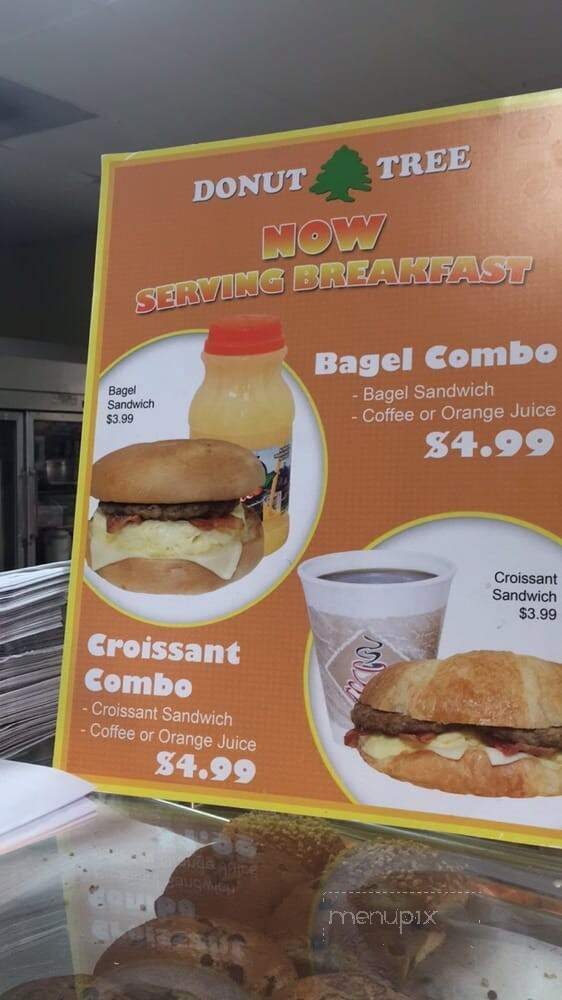 DONUT TREE
NOW
SERVING BREAKFAST
Bagel
Sandwich
$3.99
Bagel Combo
- Bagel Sandwich
- Coffee or Orange Juice
$4.99
Croissant
Sandwich
$3.99
Croissant
Combo
- Croissant Sandwich
- Coffee or Orange Juice
$4.99
menupix